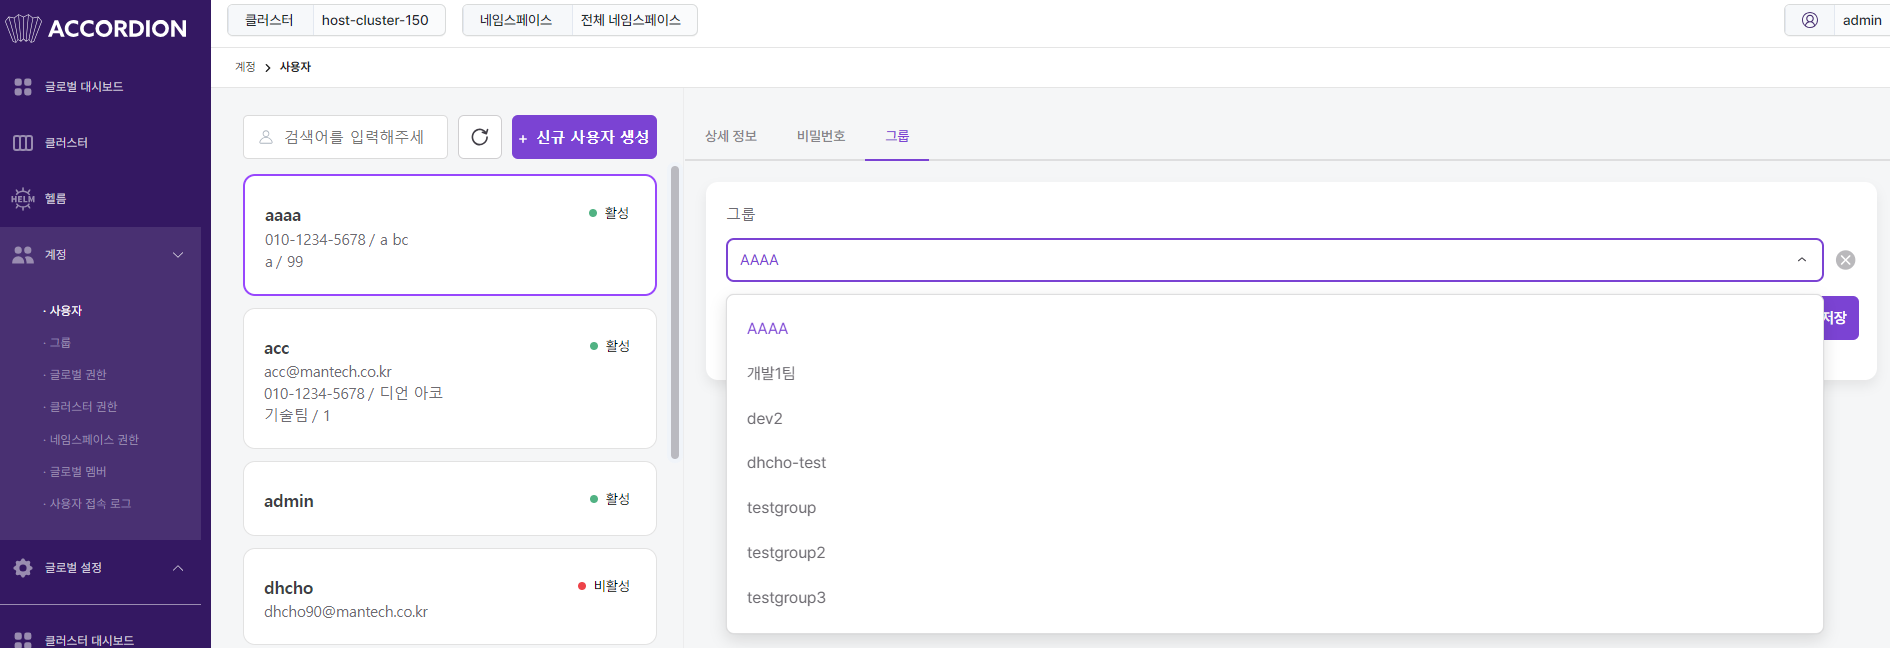 ACCORDION
클러스터 host-cluster-150 네임스페이스 전체 네임스페이스 admin
계정 > 사용자
글로벌 대시보드
클러스터
HELM 헬름
계정
· 사용자
· 그룹
· 글로벌 권한
· 클러스터 권한
· 네임스페이스 권한
· 글로벌 멤버
· 사용자 접속 로그
글로벌 설정
클러스터 대시보드
검색어를 입력해주세
+ 신규 사용자 생성
aaaa 활성
010-1234-5678 / a bc
a / 99
acc 활성
acc@mantech.co.kr
010-1234-5678 / 디언 아코
기술팀 / 1
admin 활성
dhcho 비활성
dhcho90@mantech.co.kr
상세 정보 비밀번호 그룹
그룹
AAAA
저장
AAAA
개발1팀
dev2
dhcho-test
testgroup
testgroup2
testgroup3